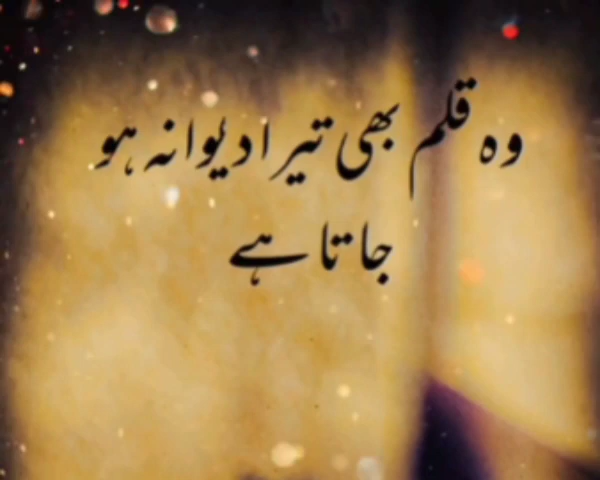 وہ قلم بھی تیرا دیوانہ ہو
جاتا ہے